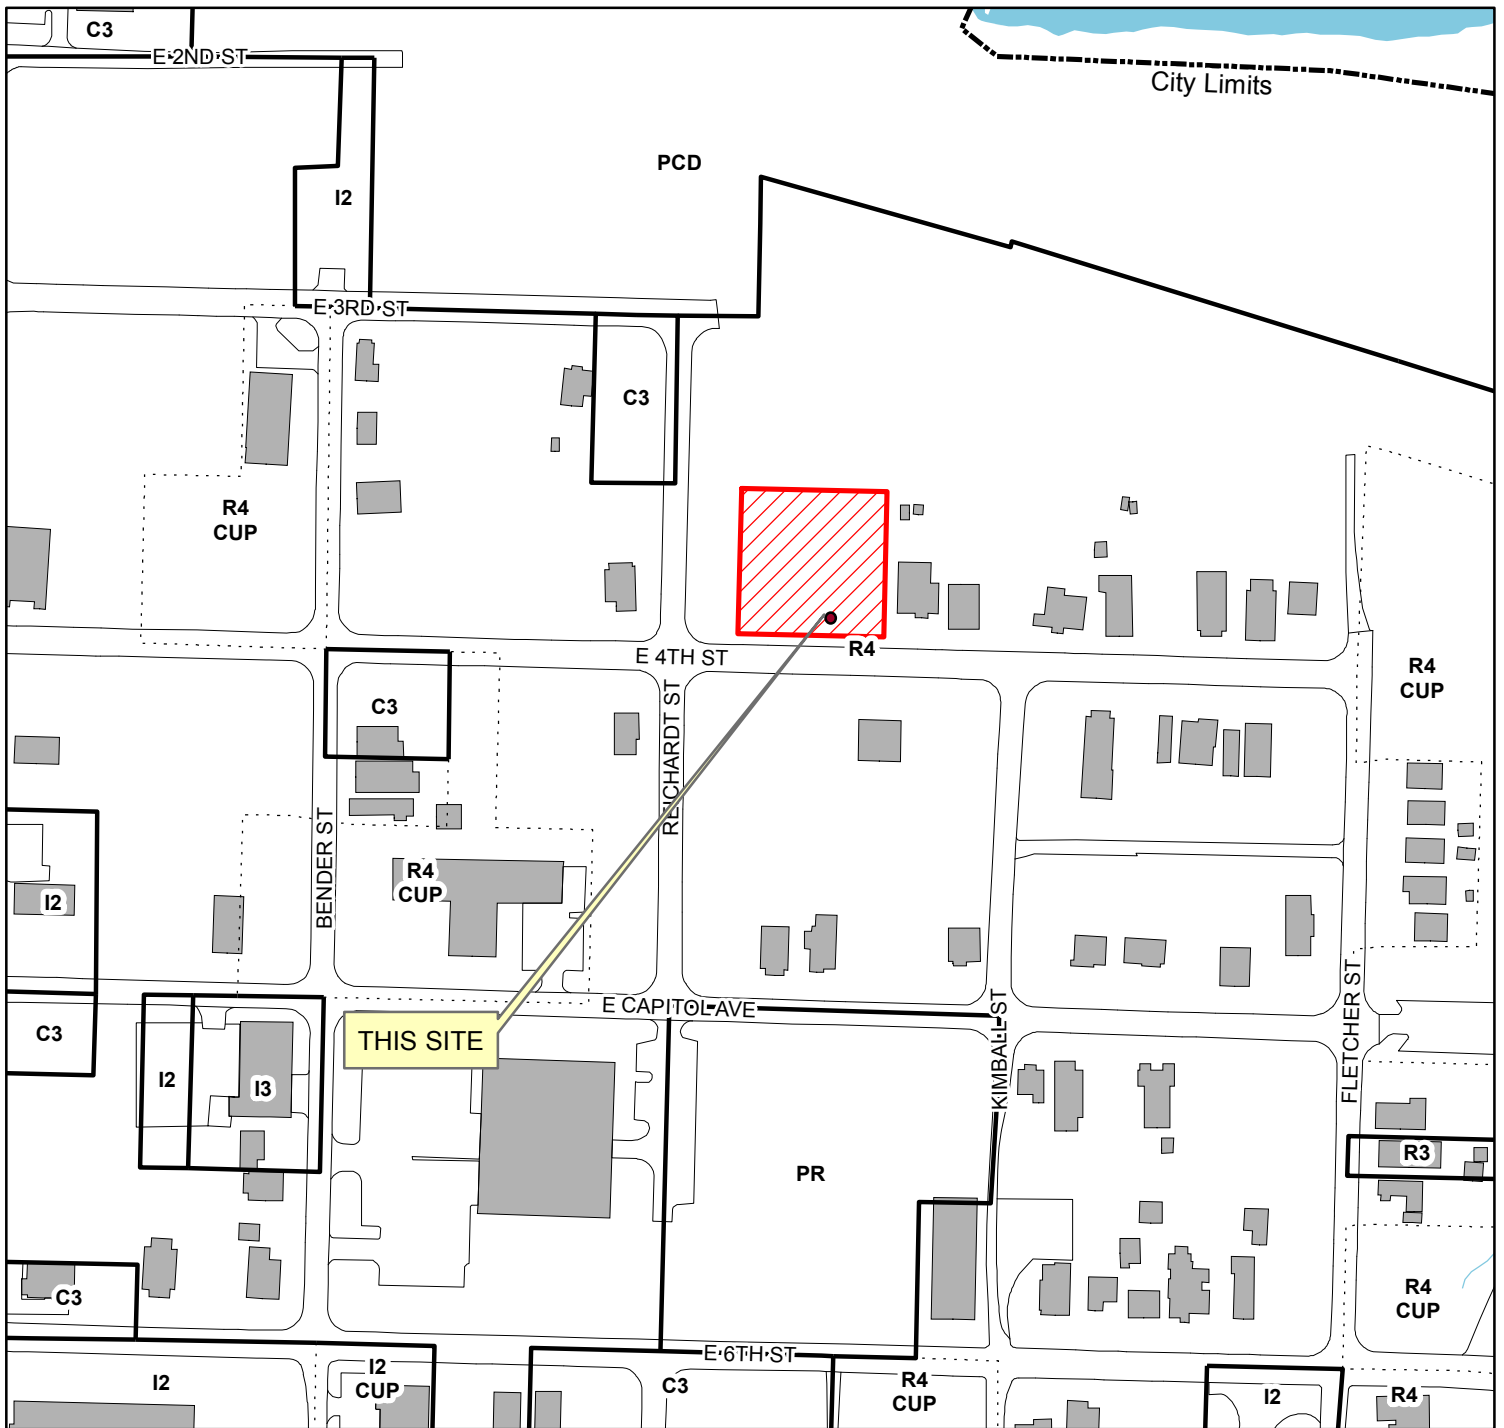 C3
E 2ND ST
City Limits
PCD
I2
E 3RD ST
C3
R4
CUP
R4
E 4TH ST
R4
CUP
C3
REICHARDT ST
BENDER ST
R4
CUP
I2
E CAPITOL AVE
KIMBALL ST
FLETCHER ST
C3
THIS SITE
I2
I3
R3
PR
C3
R4
CUP
E 6TH ST
I2
I2
CUP
C3
R4
CUP
I2
R4